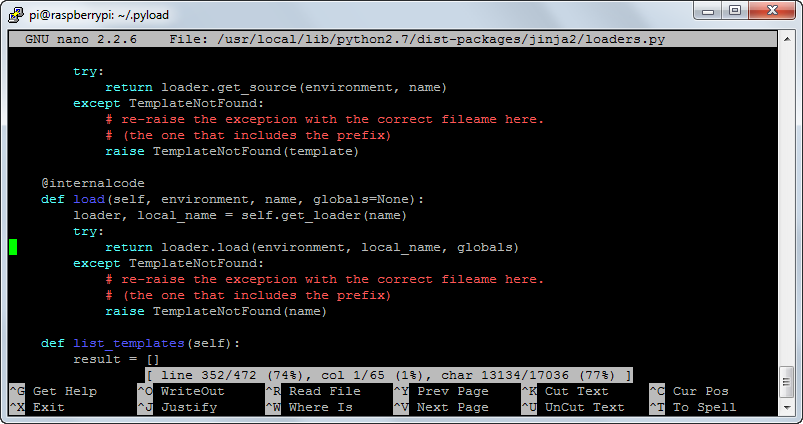 pi@raspberrypi: ~/.pyload
GNU nano 2.2.6 File: /usr/local/lib/python2.7/dist-packages/jinja2/loaders.py
try:
return loader.get_source(environment, name)
except TemplateNotFound:
# re-raise the exception with the correct fileame here.
# (the one that includes the prefix)
raise TemplateNotFound(template)
@internalcode
def load(self, environment, name, globals=None):
loader, local_name = self.get_loader(name)
try:
return loader.load(environment, local_name, globals)
except TemplateNotFound:
# re-raise the exception with the correct fileame here.
# (the one that includes the prefix)
raise TemplateNotFound(name)
def list_templates(self):
result = []
[ line 352/472 (74%), col 1/65 (1%), char 13134/17036 (77%) ]
^G Get Help ^O WriteOut ^R Read File ^Y Prev Page ^K Cut Text ^C Cur Pos
^X Exit ^J Justify ^W Where Is ^V Next Page ^U UnCut Text ^T To Spell